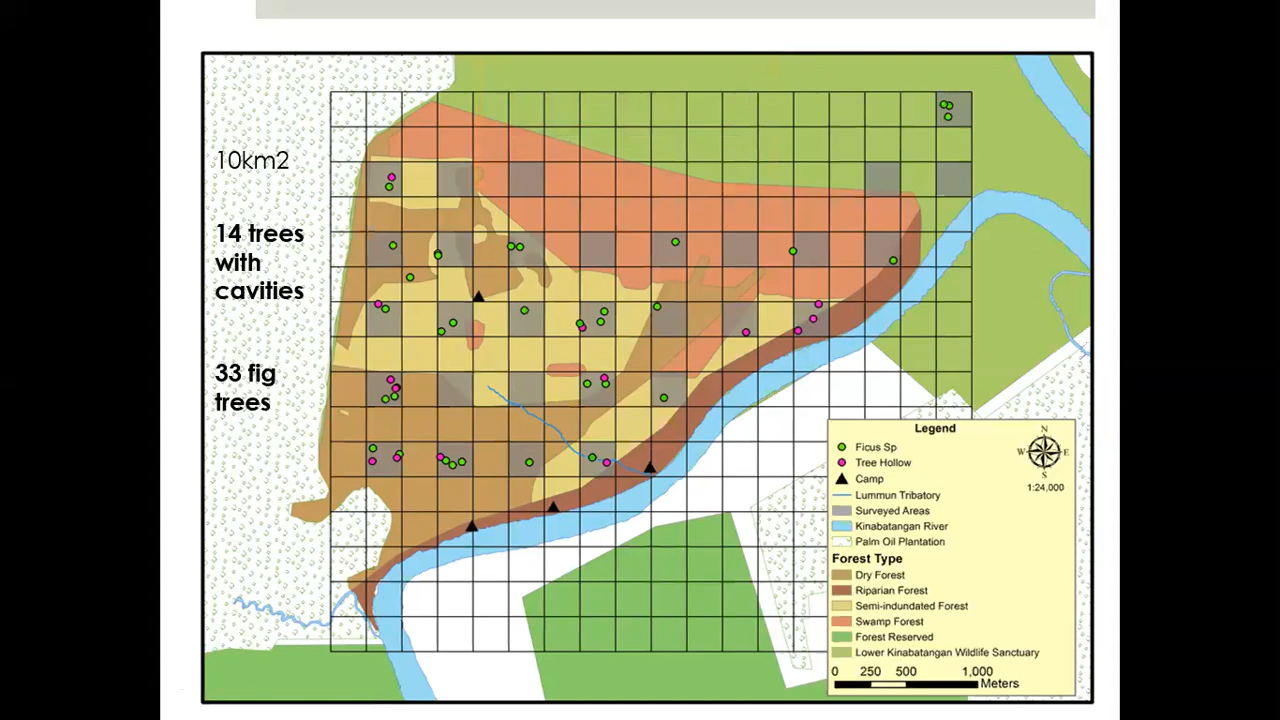 10km2
14 trees
with
cavities
33 fig
trees
Legend
Ficus Sp
Tree Hollow
Camp
Lummun Tributary
Surveyed Areas
Kinabatangan River
Palm Oil Plantation
N
W E
S
1:24,000
Forest Type
Dry Forest
Riparian Forest
Semi-indundated Forest
Swamp Forest
Forest Reserved
Lower Kinabatangan Wildlife Sanctuary
0 250 500 1,000
Meters